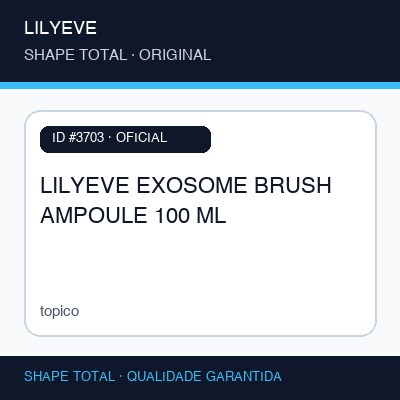 LILYEVE
SHAPE TOTAL · ORIGINAL
ID #3703 · OFICIAL
LILYEVE EXOSOME BRUSH
AMPOULE 100 ML
topico
SHAPE TOTAL · QUALIDADE GARANTIDA